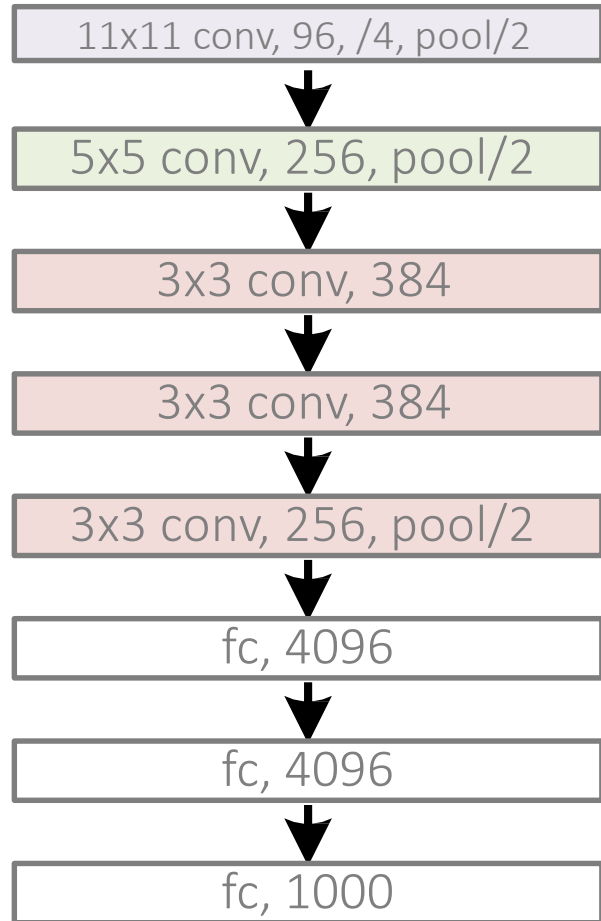 11x11 conv, 96, /4, pool/2
5x5 conv, 256, pool/2
3x3 conv, 384
3x3 conv, 384
3x3 conv, 256, pool/2
fc, 4096
fc, 4096
fc, 1000